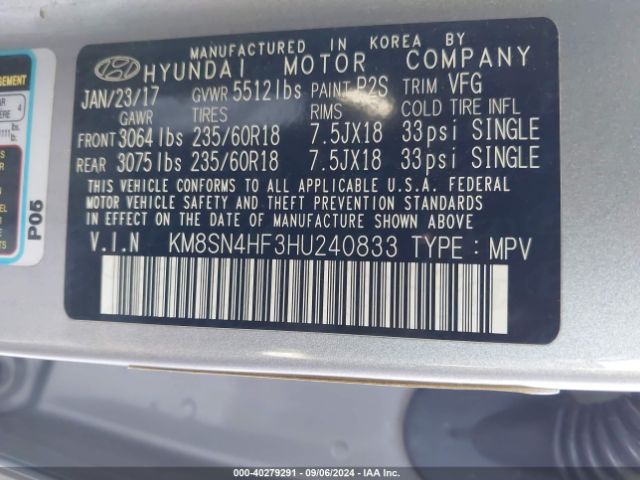 MANUFACTURED IN KOREA BY
HYUNDAI MOTOR COMPANY
JAN/23/17 GVWR 5512lbs PAINT P2S TRIM VFG
GAWR TIRES RIMS COLD TIRE INFL
FRONT 3064lbs 235/60R18 7.5JX18 33psi SINGLE
REAR 3075lbs 235/60R18 7.5JX18 33psi SINGLE
THIS VEHICLE CONFORMS TO ALL APPLICABLE U.S.A. FEDERAL
MOTOR VEHICLE SAFETY AND THEFT PREVENTION STANDARDS
IN EFFECT ON THE DATE OF MANUFACTURE SHOWN ABOVE.
V.I.N KM8SN4HF3HU240833 TYPE : MPV
P05
000-40279291 - 09/06/2024 - COPYRIGHT IAA